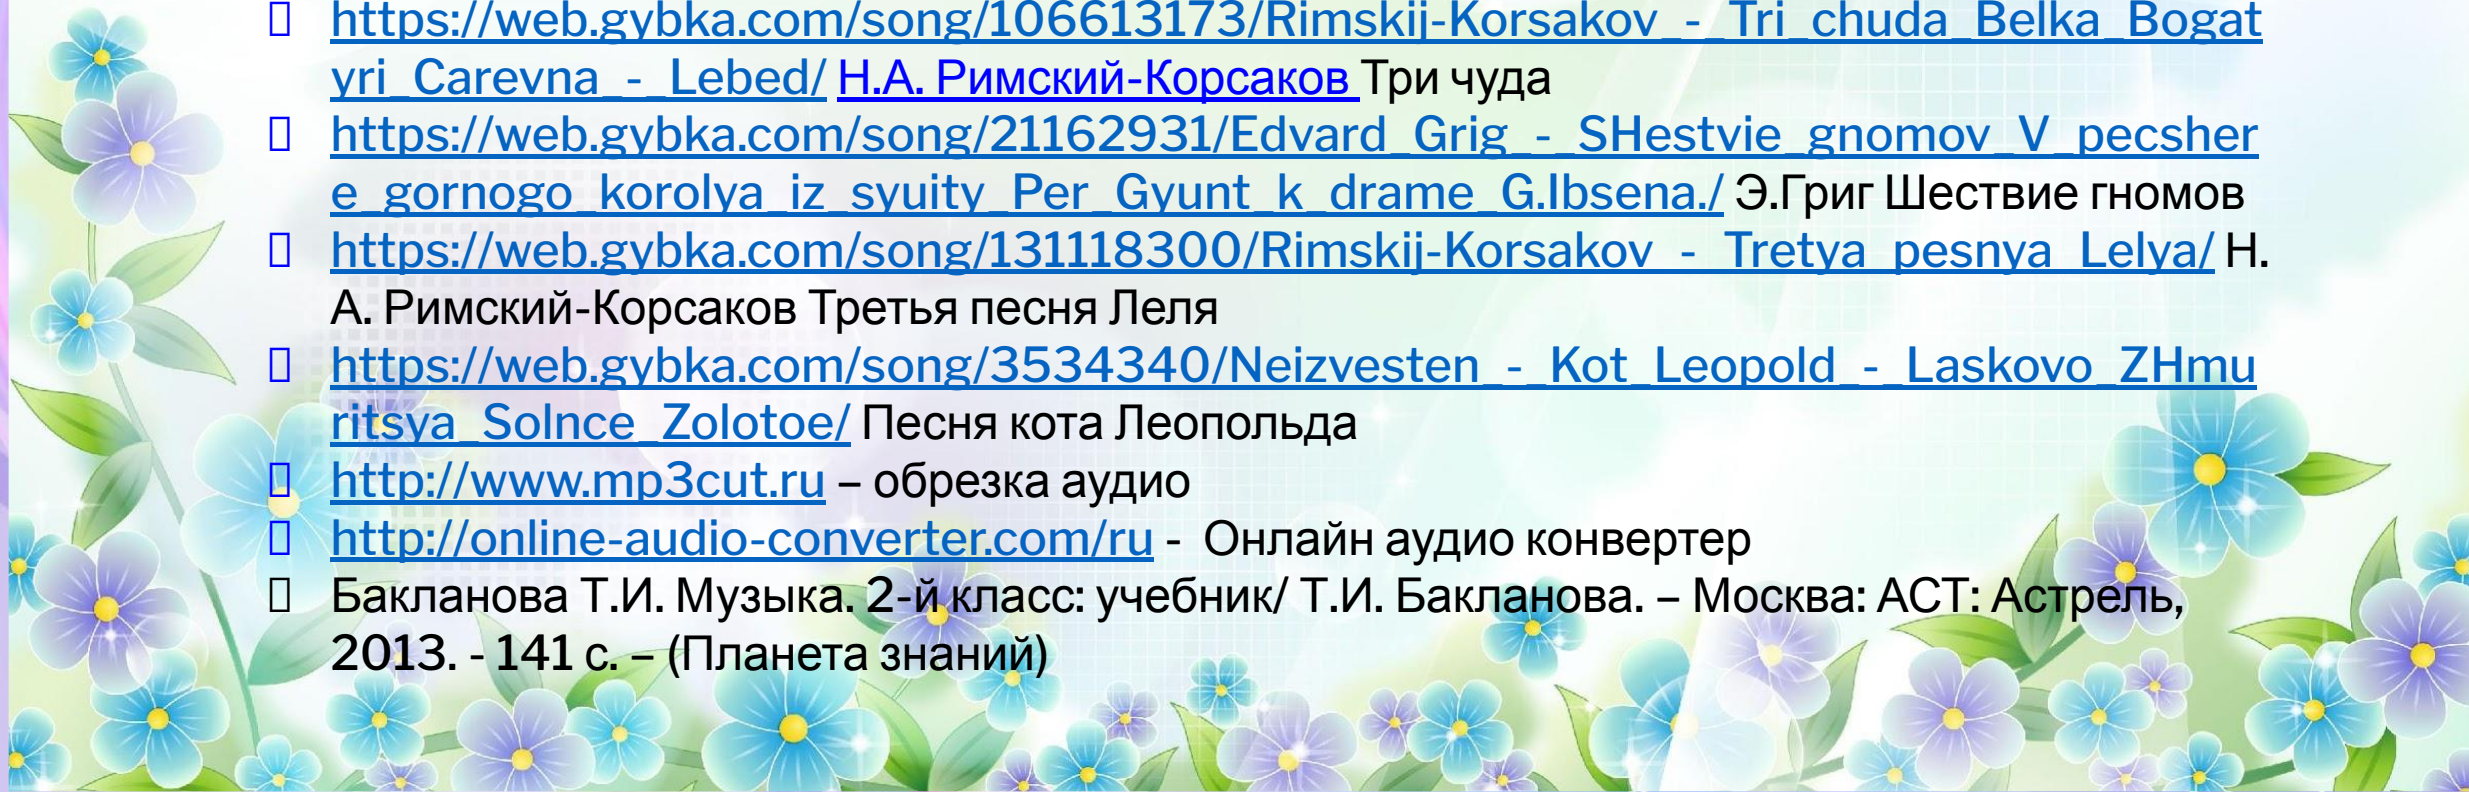 https://web.gybka.com/song/106613173/Rimskij-Korsakov_-_Tri_chuda_Belka_Bogat
yri_Carevna_-_Lebed/ Н.А. Римский-Корсаков Три чуда
https://web.gybka.com/song/21162931/Edvard_Grig_-_SHestvie_gnomov_V_pecsher
e_gornogo_korolya_iz_syuity_Per_Gyunt_k_drame_G.Ibsena./ Э.Григ Шествие гномов
https://web.gybka.com/song/131118300/Rimskij-Korsakov_-_Tretya_pesnya_Lelya/ Н.
А. Римский-Корсаков Третья песня Леля
https://web.gybka.com/song/3534340/Neizvesten_-_Kot_Leopold_-_Laskovo_ZHmu
ritsya_Solnce_Zolotoe/ Песня кота Леопольда
http://www.mp3cut.ru – обрезка аудио
http://online-audio-converter.com/ru - Онлайн аудио конвертер
Бакланова Т.И. Музыка. 2-й класс: учебник/ Т.И. Бакланова. – Москва: АСТ: Астрель,
2013. - 141 с. – (Планета знаний)